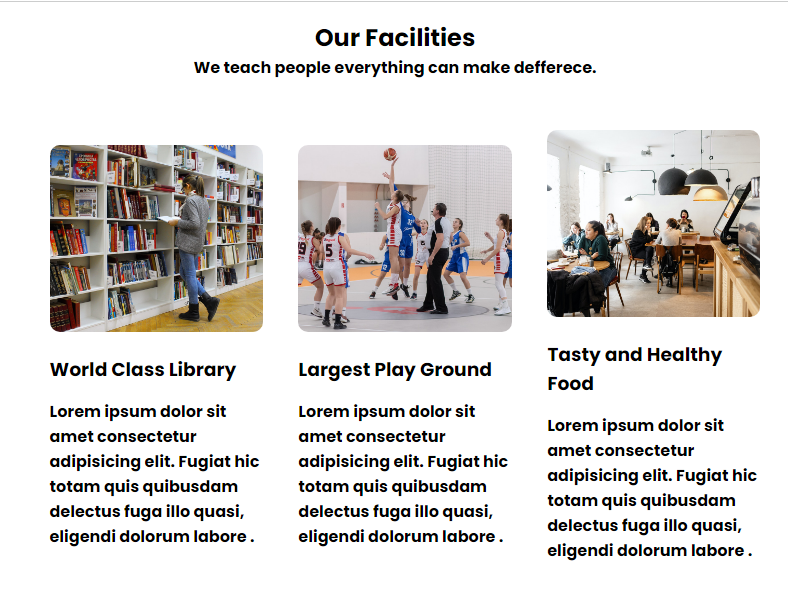 Our Facilities
We teach people everything can make defferece.
World Class Library
Lorem ipsum dolor sit
amet consectetur
adipisicing elit. Fugiat hic
totam quis quibusdam
delectus fuga illo quasi,
eligendi dolorum labore .
Largest Play Ground
Lorem ipsum dolor sit
amet consectetur
adipisicing elit. Fugiat hic
totam quis quibusdam
delectus fuga illo quasi,
eligendi dolorum labore .
Tasty and Healthy
Food
Lorem ipsum dolor sit
amet consectetur
adipisicing elit. Fugiat hic
totam quis quibusdam
delectus fuga illo quasi,
eligendi dolorum labore .